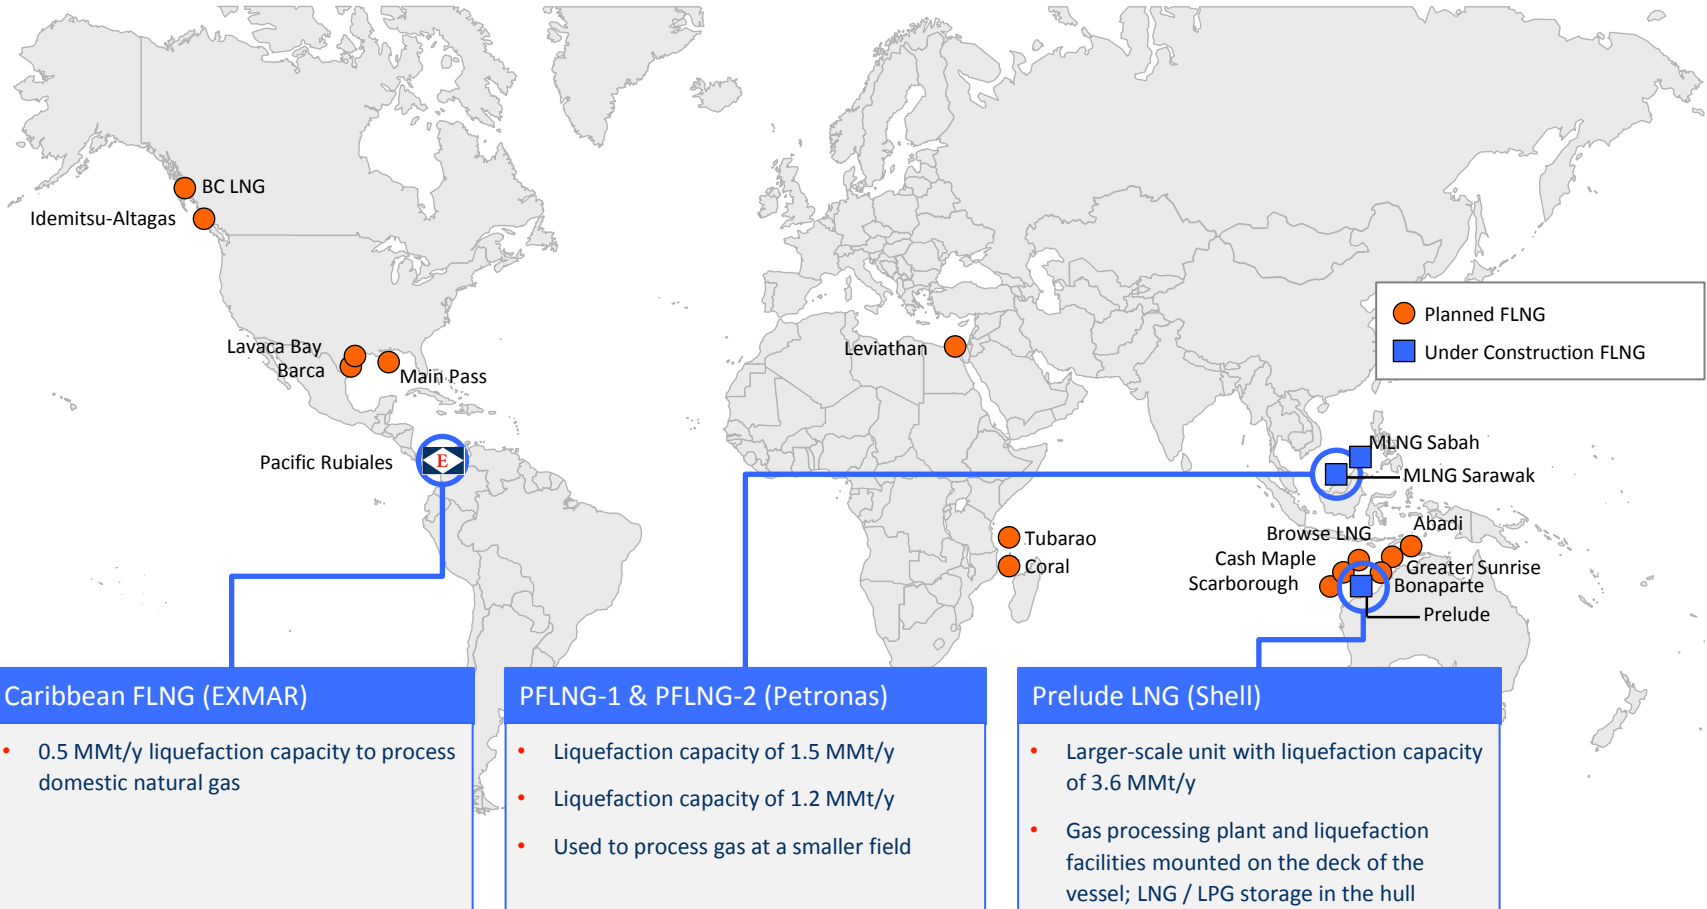 BC LNG
Idemitsu-Altagas
Lavaca Bay
Barca
Main Pass
Leviathan
Planned FLNG
Under Construction FLNG
Pacific Rubiales
E
MLNG Sabah
MLNG Sarawak
Tubarao
Coral
Abadi
Browse LNG
Cash Maple
Greater Sunrise
Scarborough
Bonaparte
Prelude
Caribbean FLNG (EXMAR)
• 0.5 MMt/y liquefaction capacity to process
domestic natural gas
PFLNG-1 & PFLNG-2 (Petronas)
• Liquefaction capacity of 1.5 MMt/y
• Liquefaction capacity of 1.2 MMt/y
• Used to process gas at a smaller field
Prelude LNG (Shell)
• Larger-scale unit with liquefaction capacity
of 3.6 MMt/y
• Gas processing plant and liquefaction
facilities mounted on the deck of the
vessel; LNG / LPG storage in the hull